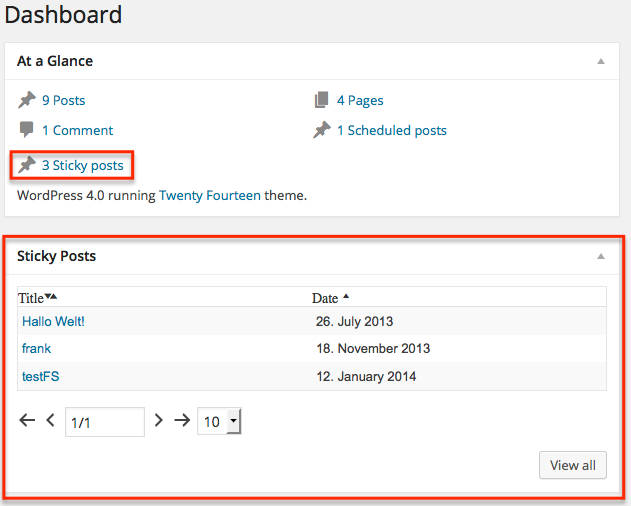 Dashboard
At a Glance
9 Posts
4 Pages
1 Comment
1 Scheduled posts
3 Sticky posts
WordPress 4.0 running Twenty Fourteen theme.
Sticky Posts
Title Date
Hallo Welt! 26. July 2013
frank 18. November 2013
testFS 12. January 2014
1/1 10
View all